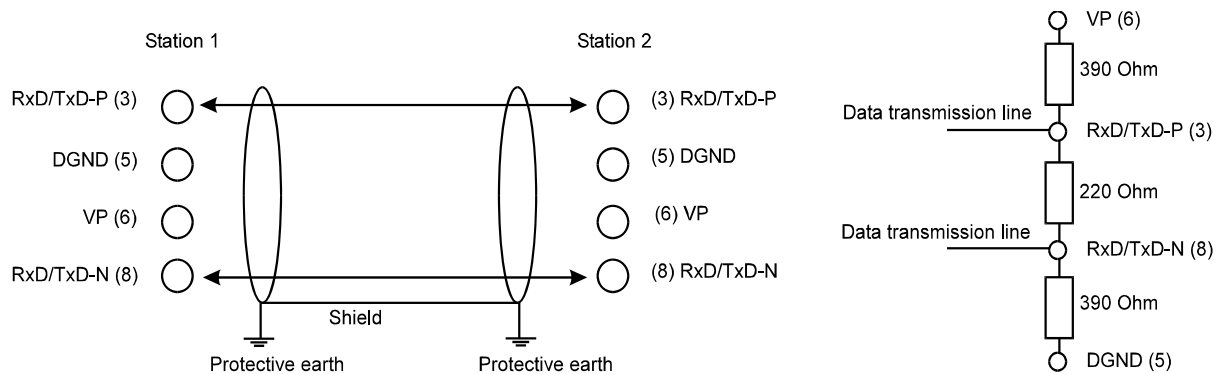 Station 1
Station 2
RxD/TxD-P (3)
(3) RxD/TxD-P
DGND (5)
(5) DGND
VP (6)
(6) VP
RxD/TxD-N (8)
(8) RxD/TxD-N
Shield
Protective earth
Protective earth
VP (6)
390 Ohm
Data transmission line
RxD/TxD-P (3)
220 Ohm
Data transmission line
RxD/TxD-N (8)
390 Ohm
DGND (5)